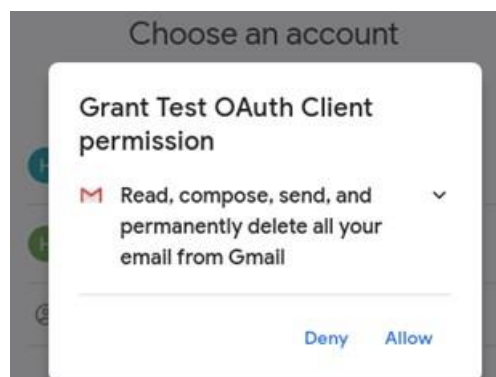 Choose an account
Grant Test OAuth Client
permission
Read, compose, send, and
permanently delete all your
email from Gmail
Deny Allow